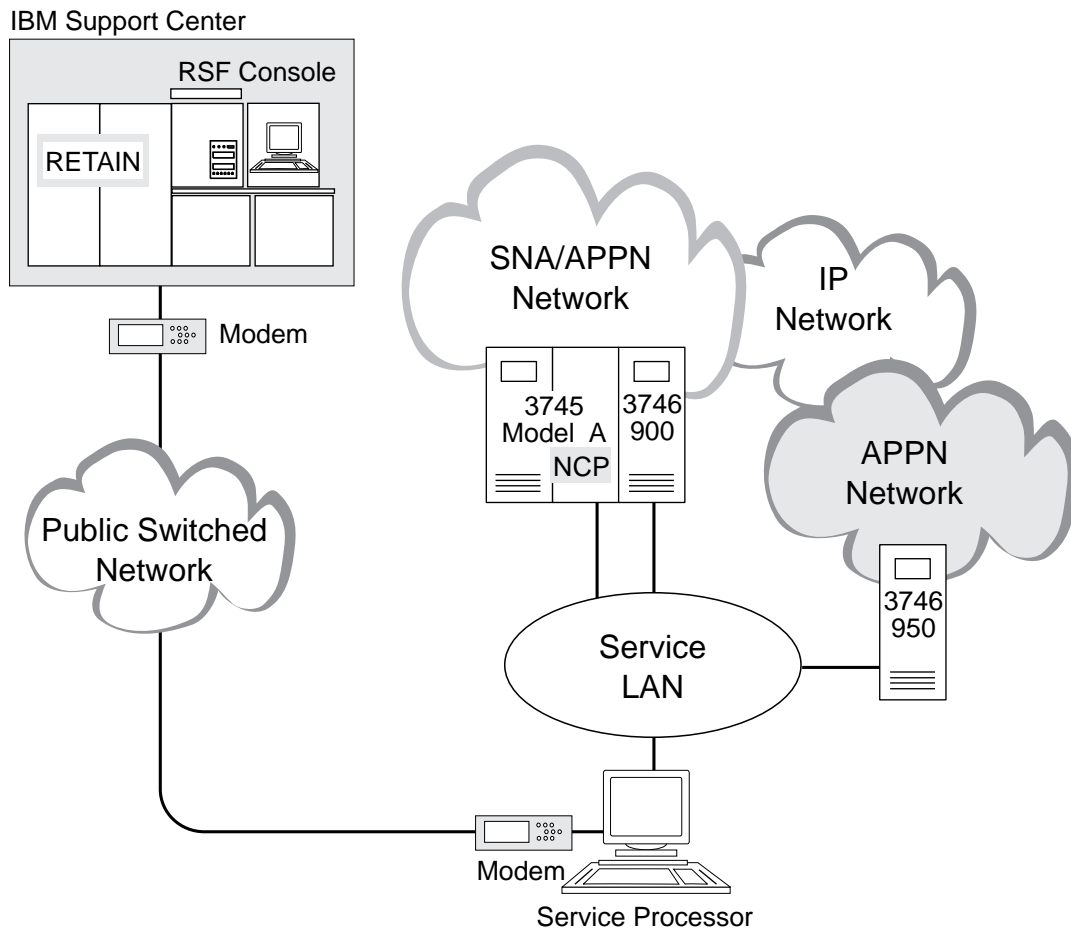 IBM Support Center
RSF Console
RETAIN
Modem
Public Switched
Network
SNA/APPN
Network
IP
Network
3745
Model A
NCP
3746
900
APPN
Network
3746
950
Service
LAN
Modem
Service Processor